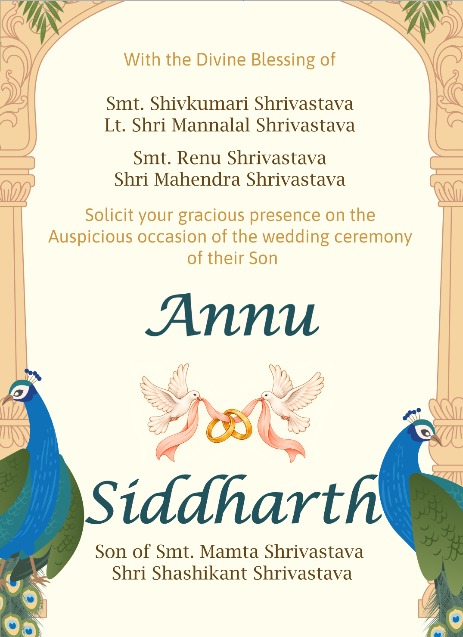 With the Divine Blessing of
Smt. Shivkumari Shrivastava
Lt. Shri Mannalal Shrivastava
Smt. Renu Shrivastava
Shri Mahendra Shrivastava
Solicit your gracious presence on the
Auspicious occasion of the wedding ceremony
of their Son
Annu
Siddharth
Son of Smt. Mamta Shrivastava
Shri Shashikant Shrivastava